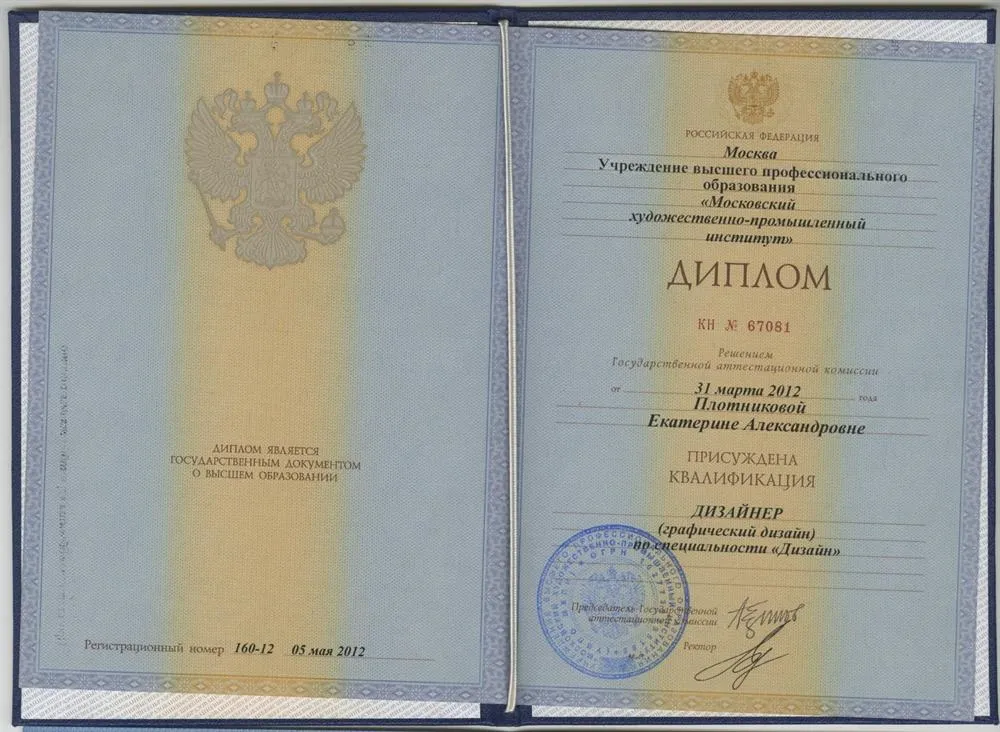 ДИПЛОМ ЯВЛЯЕТСЯ
ГОСУДАРСТВЕННЫМ ДОКУМЕНТОМ
О ВЫСШЕМ ОБРАЗОВАНИИ
Регистрационный номер 160-12 05 мая 2012
РОССИЙСКАЯ ФЕДЕРАЦИЯ
Москва
Учреждение высшего профессионального
образования
«Московский
художественно-промышленный
институт»
ДИПЛОМ
КН № 67081
Решением
Государственной аттестационной комиссии
от 31 марта 2012 года
Плотниковой
Екатерине Александровне
ПРИСУЖДЕНА
КВАЛИФИКАЦИЯ
ДИЗАЙНЕР
(графический дизайн)
по специальности «Дизайн»
Председатель Государственной
аттестационной комиссии
Ректор